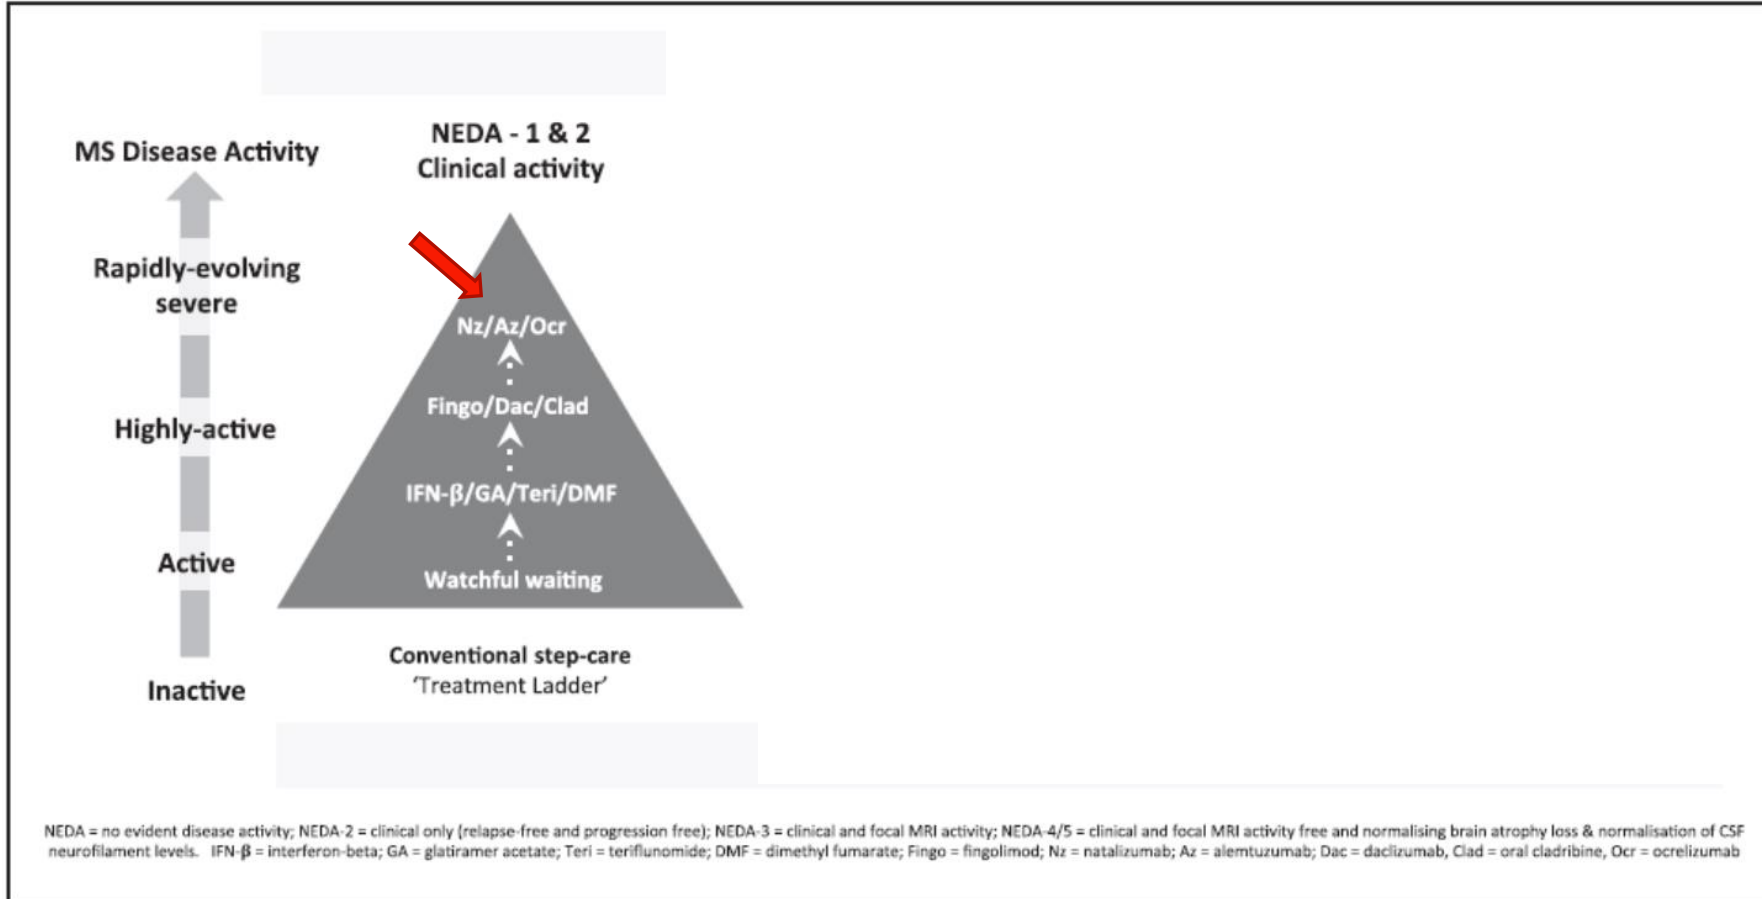 NEDA - 1 & 2
Clinical activity
MS Disease Activity
Rapidly-evolving
severe
Highly-active
Active
Inactive
Nz/Az/Ocr
Fingo/Dac/Clad
IFN-β/GA/Teri/DMF
Watchful waiting
Conventional step-care
‘Treatment Ladder’
NEDA = no evident disease activity; NEDA-2 = clinical only (relapse-free and progression free); NEDA-3 = clinical and focal MRI activity; NEDA-4/5 = clinical and focal MRI activity free and normalising brain atrophy loss & normalisation of CSF
neurofilament levels. IFN-β = interferon-beta; GA = glatiramer acetate; Teri = teriflunomide; DMF = dimethyl fumarate; Fingo = fingolimod; Nz = natalizumab; Az = alemtuzumab; Dac = daclizumab, Clad = oral cladribine, Ocr = ocrelizumab